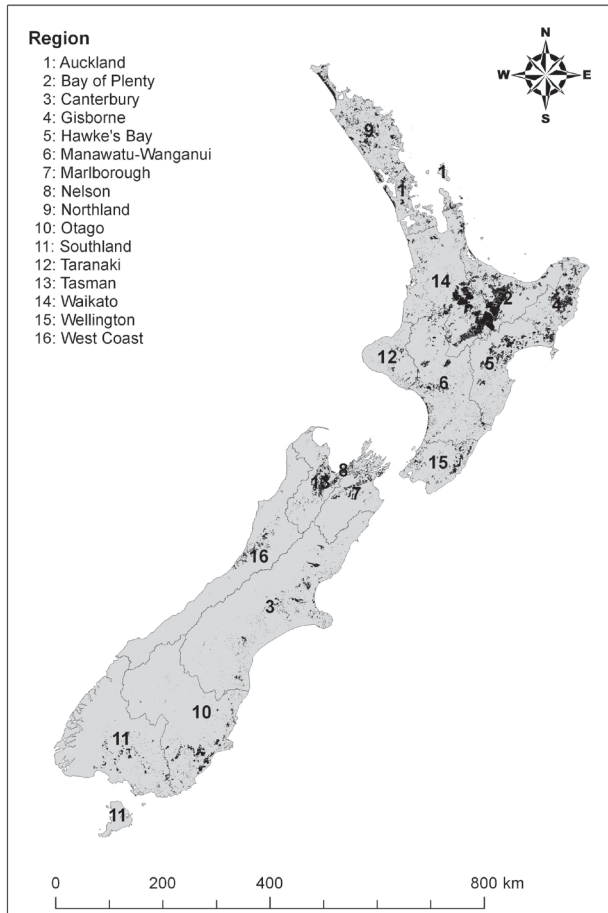 Region
1: Auckland
2: Bay of Plenty
3: Canterbury
4: Gisborne
5: Hawke's Bay
6: Manawatu-Wanganui
7: Marlborough
8: Nelson
9: Northland
10: Otago
11: Southland
12: Taranaki
13: Tasman
14: Waikato
15: Wellington
16: West Coast
N
W E
S
9
1
1
14
2
4
12
5
6
15
8
13
7
16
3
10
11
11
0 200 400 800 km